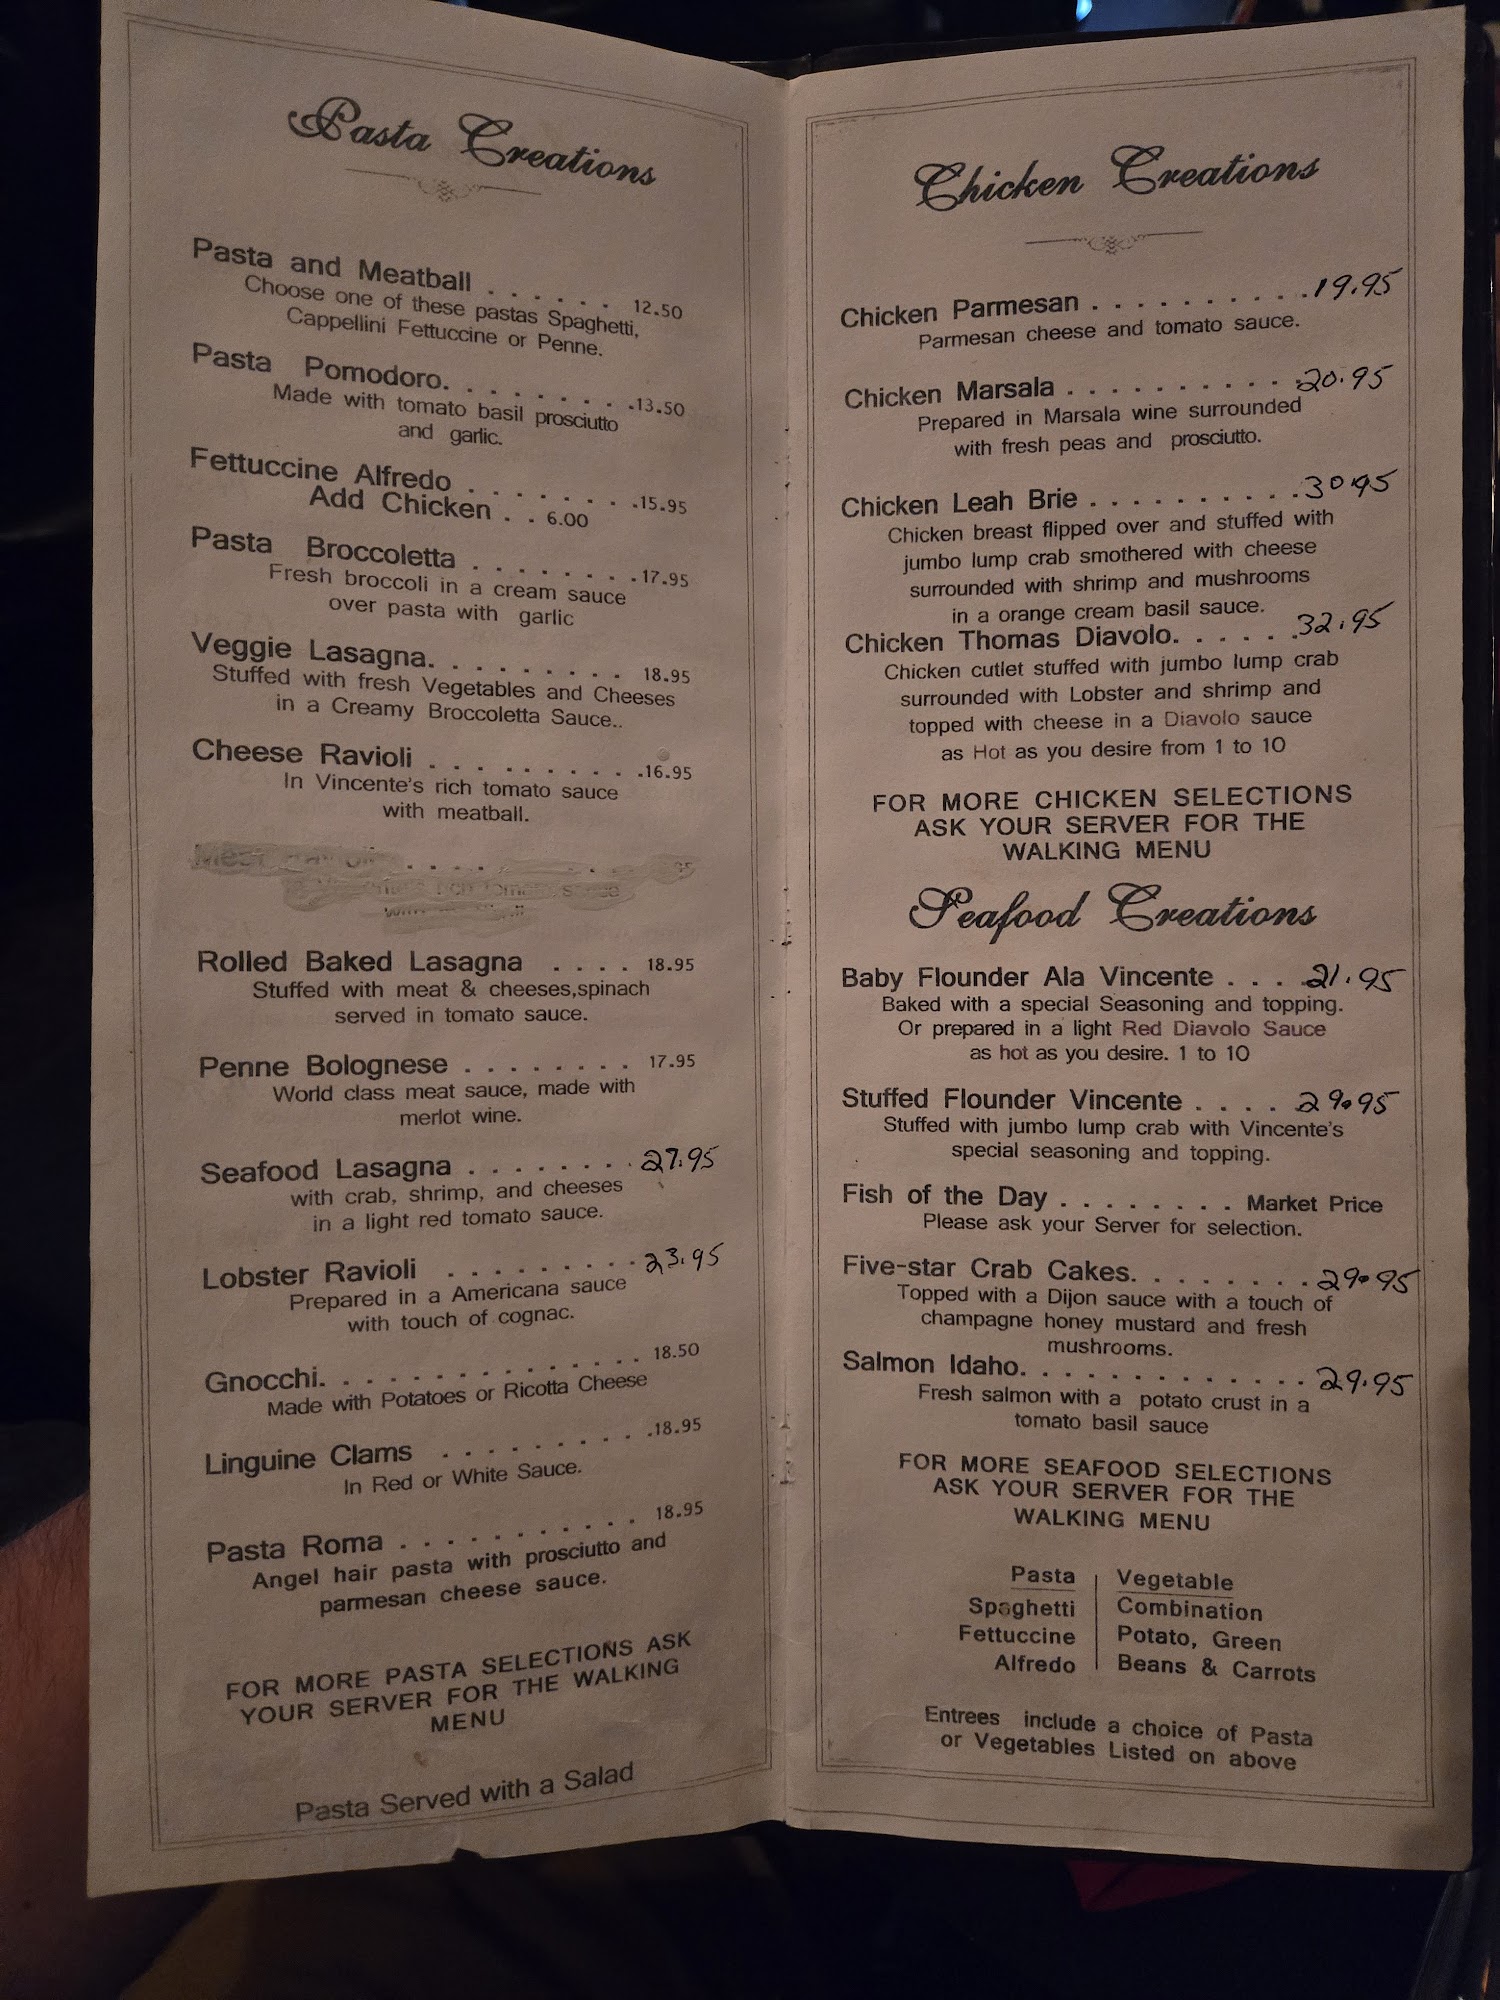 Pasta Creations
Pasta and Meatball . . . . . . 12.50
Choose one of these pastas Spaghetti,
Cappellini Fettuccine or Penne.
Pasta Pomodoro. . . . . . . . .13.50
Made with tomato basil prosciutto
and garlic.
Fettuccine Alfredo . . . . . . . .15.95
Add Chicken . . 6.00
Pasta Broccoletta . . . . . . . .17.95
Fresh broccoli in a cream sauce
over pasta with garlic
Veggie Lasagna. . . . . . . . . 18.95
Stuffed with fresh Vegetables and Cheeses
in a Creamy Broccoletta Sauce..
Cheese Ravioli . . . . . . . . . .16.95
In Vincente's rich tomato sauce
with meatball.
Rolled Baked Lasagna . . . . 18.95
Stuffed with meat & cheeses,spinach
served in tomato sauce.
Penne Bolognese . . . . . . . . 17.95
World class meat sauce, made with
merlot wine.
Seafood Lasagna . . . . . . . . 27.95
with crab, shrimp, and cheeses
in a light red tomato sauce.
Lobster Ravioli . . . . . . . . . 23.95
Prepared in a Americana sauce
with touch of cognac.
Gnocchi. . . . . . . . . . . . . . 18.50
Made with Potatoes or Ricotta Cheese
Linguine Clams . . . . . . . . . .18.95
In Red or White Sauce.
Pasta Roma . . . . . . . . . . 18.95
Angel hair pasta with prosciutto and
parmesan cheese sauce.
FOR MORE PASTA SELECTIONS ASK
YOUR SERVER FOR THE WALKING
MENU
Pasta Served with a Salad
Chicken Creations
Chicken Parmesan . . . . . . . . . .19.95
Parmesan cheese and tomato sauce.
Chicken Marsala . . . . . . . . . . .20.95
Prepared in Marsala wine surrounded
with fresh peas and prosciutto.
Chicken Leah Brie . . . . . . . . . .30.95
Chicken breast flipped over and stuffed with
jumbo lump crab smothered with cheese
surrounded with shrimp and mushrooms
in a orange cream basil sauce.
Chicken Thomas Diavolo. . . . . .32.95
Chicken cutlet stuffed with jumbo lump crab
surrounded with Lobster and shrimp and
topped with cheese in a Diavolo sauce
as Hot as you desire from 1 to 10
FOR MORE CHICKEN SELECTIONS
ASK YOUR SERVER FOR THE
WALKING MENU
Seafood Creations
Baby Flounder Ala Vincente . . . .21.95
Baked with a special Seasoning and topping.
Or prepared in a light Red Diavolo Sauce
as hot as you desire. 1 to 10
Stuffed Flounder Vincente . . . . 29.95
Stuffed with jumbo lump crab with Vincente's
special seasoning and topping.
Fish of the Day . . . . . . . . Market Price
Please ask your Server for selection.
Five-star Crab Cakes. . . . . . . . 29.95
Topped with a Dijon sauce with a touch of
champagne honey mustard and fresh
mushrooms.
Salmon Idaho. . . . . . . . . . . . . 29.95
Fresh salmon with a potato crust in a
tomato basil sauce
FOR MORE SEAFOOD SELECTIONS
ASK YOUR SERVER FOR THE
WALKING MENU
Pasta | Vegetable
Spaghetti | Combination
Fettuccine | Potato, Green
Alfredo | Beans & Carrots
Entrees include a choice of Pasta
or Vegetables Listed on above